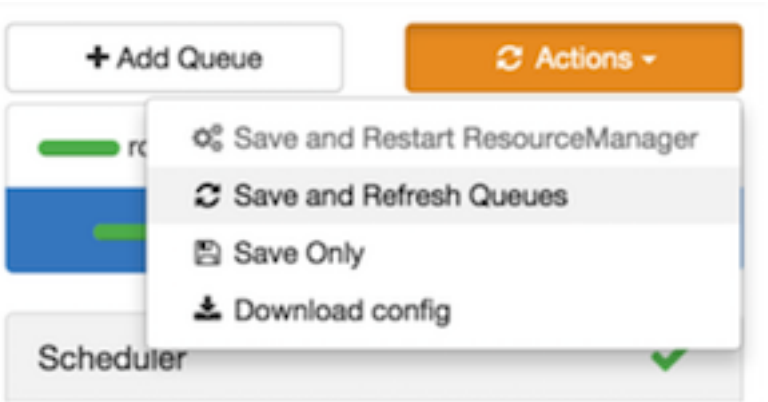 Add Queue
Actions
Save and Restart ResourceManager
Save and Refresh Queues
Save Only
Download config
Scheduler